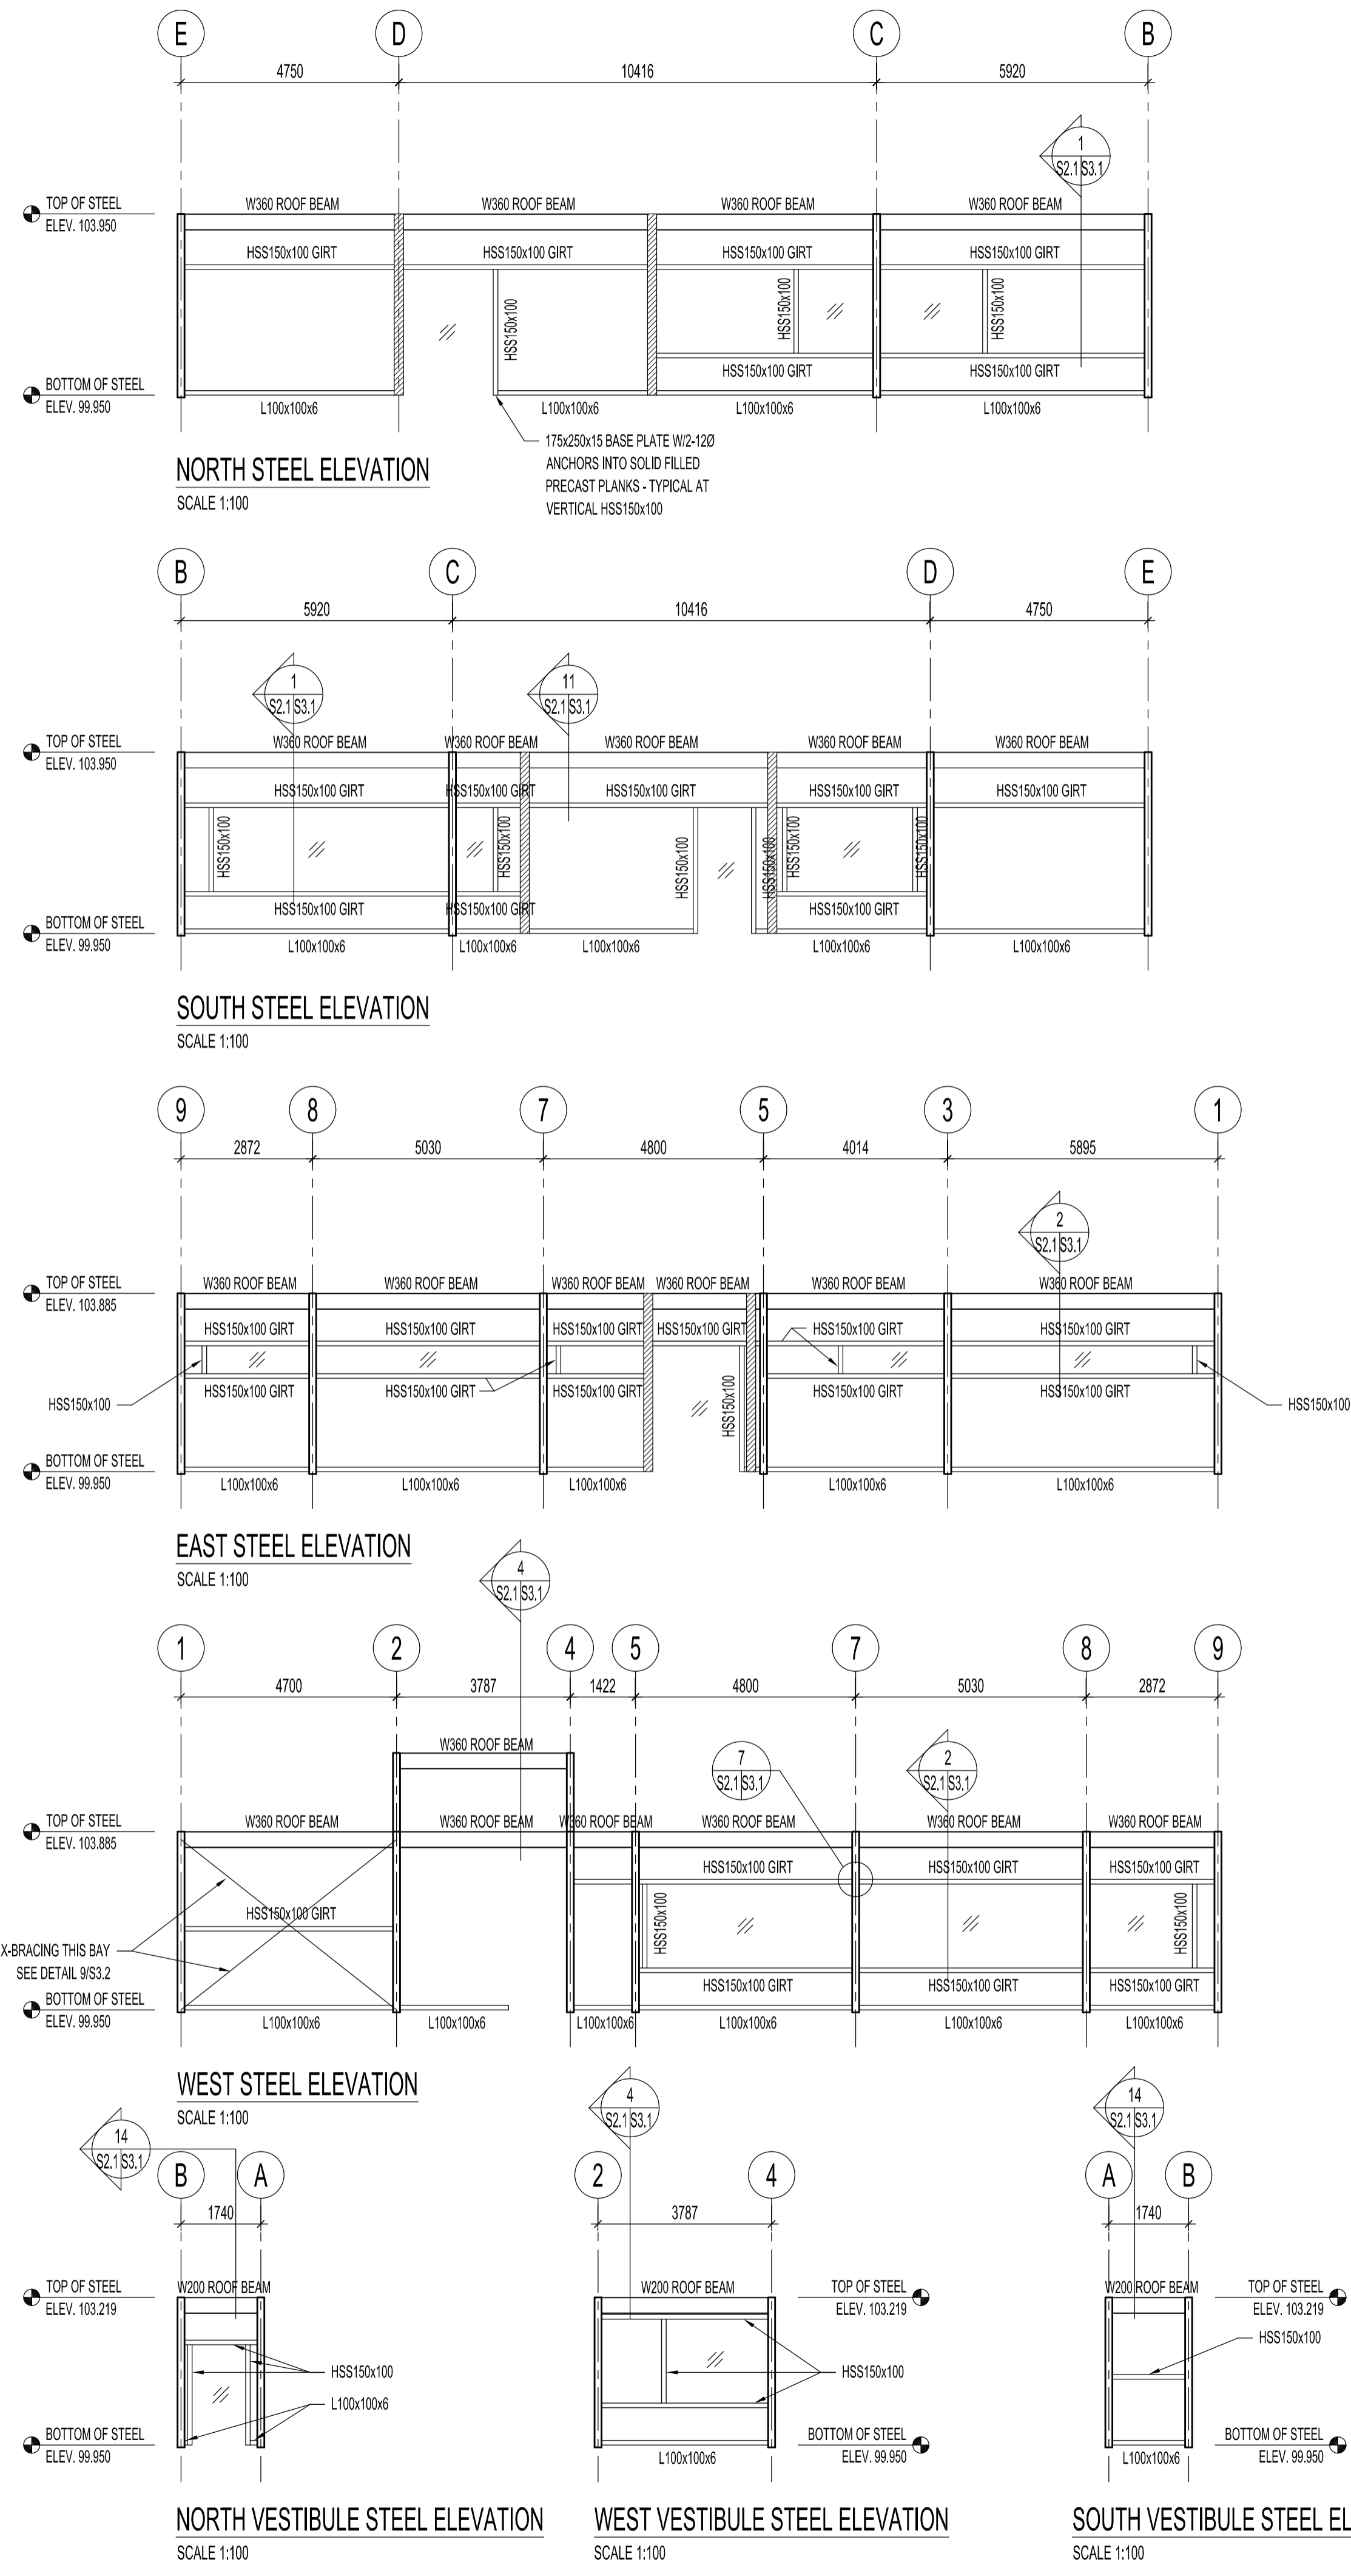 E D C B
4750 10416 5920
1
S2.1 S3.1
TOP OF STEEL
ELEV. 103.950
W360 ROOF BEAM W360 ROOF BEAM W360 ROOF BEAM W360 ROOF BEAM
HSS150x100 GIRT HSS150x100 GIRT HSS150x100 GIRT HSS150x100 GIRT
HSS150x100 HSS150x100 HSS150x100
HSS150x100 GIRT HSS150x100 GIRT
BOTTOM OF STEEL
ELEV. 99.950
L100x100x6 L100x100x6 L100x100x6 L100x100x6
175x250x15 BASE PLATE W/2-12Ø
ANCHORS INTO SOLID FILLED
PRECAST PLANKS - TYPICAL AT
VERTICAL HSS150x100
NORTH STEEL ELEVATION
SCALE 1:100
B C D E
5920 10416 4750
1 11
S2.1 S3.1 S2.1 S3.1
TOP OF STEEL
ELEV. 103.950
W360 ROOF BEAM W360 ROOF BEAM W360 ROOF BEAM W360 ROOF BEAM W360 ROOF BEAM
HSS150x100 GIRT HSS150x100 GIRT HSS150x100 GIRT HSS150x100 GIRT HSS150x100 GIRT
HSS150x100 HSS150x100 HSS150x100 HSS150x100 HSS150x100 HSS150x100
HSS150x100 GIRT HSS150x100 GIRT HSS150x100 GIRT
BOTTOM OF STEEL
ELEV. 99.950
L100x100x6 L100x100x6 L100x100x6 L100x100x6 L100x100x6
SOUTH STEEL ELEVATION
SCALE 1:100
9 8 7 5 3 1
2872 5030 4800 4014 5895
2
S2.1 S3.1
TOP OF STEEL
ELEV. 103.885
W360 ROOF BEAM W360 ROOF BEAM W360 ROOF BEAM W360 ROOF BEAM W360 ROOF BEAM W360 ROOF BEAM
HSS150x100 GIRT HSS150x100 GIRT HSS150x100 GIRT HSS150x100 GIRT HSS150x100 GIRT HSS150x100 GIRT
HSS150x100 GIRT HSS150x100 GIRT HSS150x100 GIRT HSS150x100 GIRT HSS150x100 GIRT
HSS150x100 HSS150x100 HSS150x100
BOTTOM OF STEEL
ELEV. 99.950
L100x100x6 L100x100x6 L100x100x6 L100x100x6 L100x100x6
EAST STEEL ELEVATION
SCALE 1:100
4
S2.1 S3.1
1 2 4 5 7 8 9
4700 3787 1422 4800 5030 2872
W360 ROOF BEAM
7 2
S2.1 S3.1 S2.1 S3.1
TOP OF STEEL
ELEV. 103.885
W360 ROOF BEAM W360 ROOF BEAM W360 ROOF BEAM W360 ROOF BEAM W360 ROOF BEAM W360 ROOF BEAM
HSS150x100 GIRT HSS150x100 GIRT HSS150x100 GIRT
HSS150x100 GIRT HSS150x100 HSS150x100
X-BRACING THIS BAY
SEE DETAIL 9/S3.2
HSS150x100 GIRT HSS150x100 GIRT HSS150x100 GIRT
BOTTOM OF STEEL
ELEV. 99.950
L100x100x6 L100x100x6 L100x100x6 L100x100x6 L100x100x6 L100x100x6
WEST STEEL ELEVATION
SCALE 1:100
14
S2.1 S3.1
B A
1740
TOP OF STEEL
ELEV. 103.219
W200 ROOF BEAM
HSS150x100
L100x100x6
BOTTOM OF STEEL
ELEV. 99.950
NORTH VESTIBULE STEEL ELEVATION
SCALE 1:100
4
S2.1 S3.1
2 4
3787
W200 ROOF BEAM
TOP OF STEEL
ELEV. 103.219
HSS150x100
BOTTOM OF STEEL
ELEV. 99.950
L100x100x6
WEST VESTIBULE STEEL ELEVATION
SCALE 1:100
14
S2.1 S3.1
A B
1740
W200 ROOF BEAM
TOP OF STEEL
ELEV. 103.219
HSS150x100
BOTTOM OF STEEL
ELEV. 99.950
L100x100x6
SOUTH VESTIBULE STEEL EL
SCALE 1:100